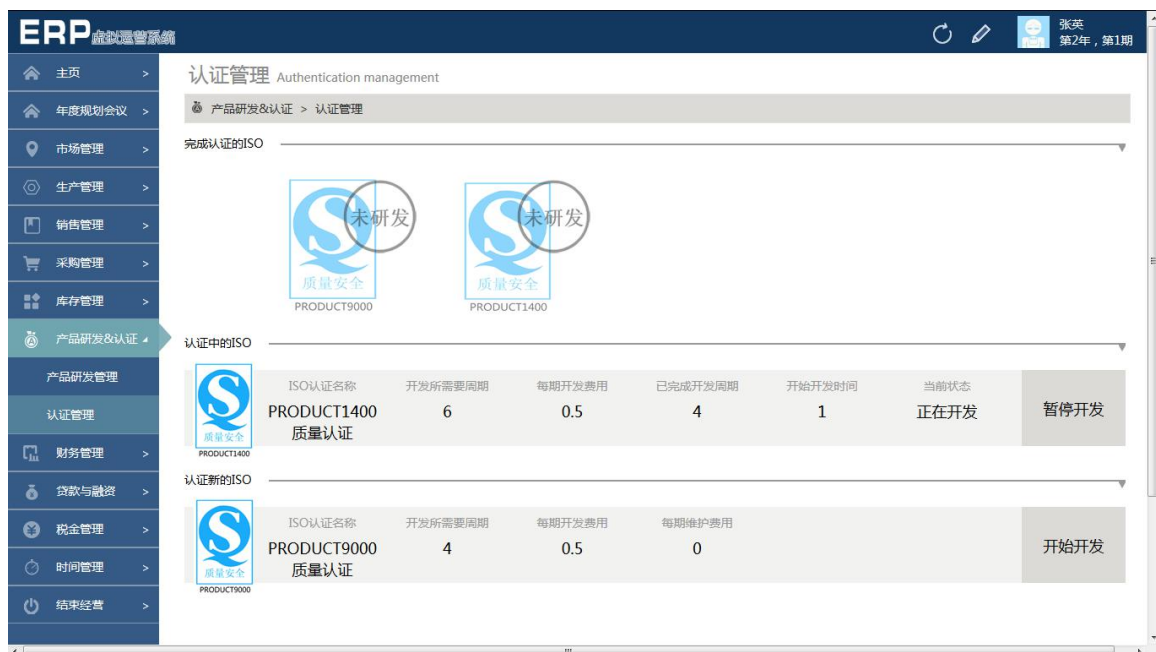 ERP虚拟运营系统
张英
第2年，第1期
主页 >
年度规划会议 >
市场管理 >
生产管理 >
销售管理 >
采购管理 >
库存管理 >
产品研发&认证
产品研发管理
认证管理
财务管理 >
贷款与融资 >
税金管理 >
时间管理 >
结束经营 >
认证管理 Authentication management
产品研发&认证 > 认证管理
完成认证的ISO
未研发
质量安全
PRODUCT9000
未研发
质量安全
PRODUCT1400
认证中的ISO
质量安全
PRODUCT1400
ISO认证名称 开发所需要周期 每期开发费用 已完成开发周期 开始开发时间 当前状态
PRODUCT1400 6 0.5 4 1 正在开发
质量认证
暂停开发
认证新的ISO
质量安全
PRODUCT9000
ISO认证名称 开发所需要周期 每期开发费用 每期维护费用
PRODUCT9000 4 0.5 0
质量认证
开始开发